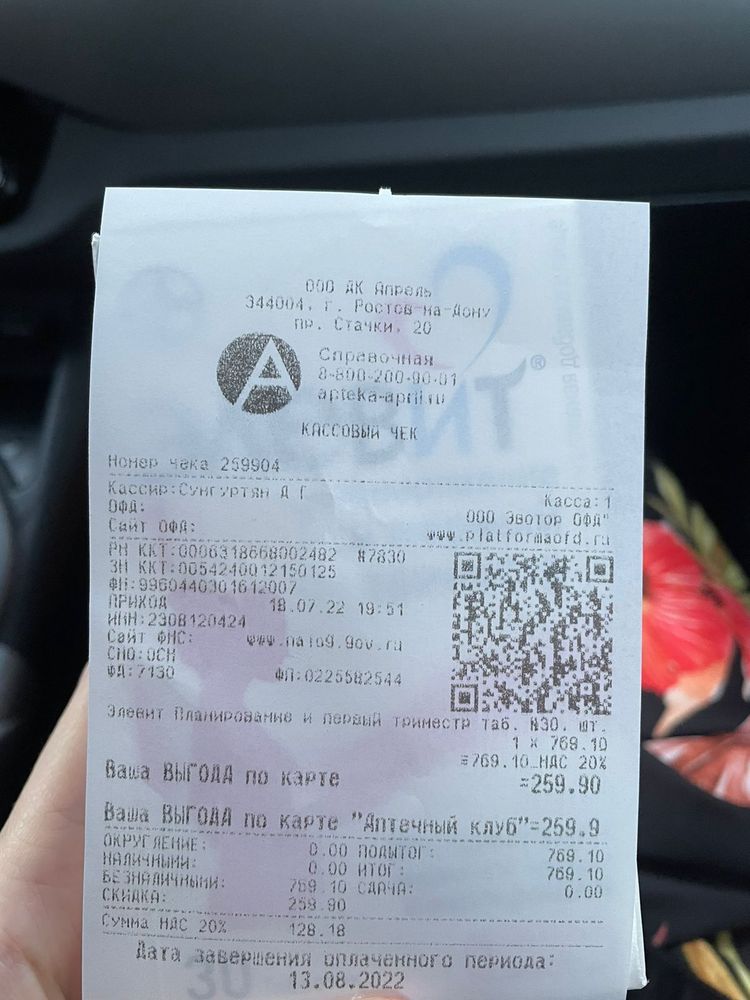 ООО АК Апрель
344004, г. Ростов-на-Дону
пр. Стачки, 20
A
Справочная
8-800-200-90-01
apteka-april.ru
TN
®
КАССОВЫЙ ЧЕК
Номер чека 259904
Кассир:Сунгуртян Д Г Касса:1
ОФД: ООО Эвотор ОФД"
Сайт ОФД: www.platformaofd.ru
РН ККТ:0006318668002482 #7830
ЗН ККТ:0054240012150125
ФН:9960440301612007
ПРИХОД 18.07.22 19:51
ИНН:2308120424
Сайт ФНС: www.nalog.gov.ru
СНО:ОСН
ФД:7130 ФП:0225582544
Элевит Планирование и первый триместр таб. N30. шт.
1 x 769.10
=769.10_НДС 20%
Ваша ВЫГОДА по карте =259.90
Ваша ВЫГОДА по карте "Аптечный клуб"=259.9
ОКРУГЛЕНИЕ: 0.00 ПОДЫТОГ: 769.10
НАЛИЧНЫМИ: 0.00 ИТОГ: 769.10
БЕЗНАЛИЧНЫМИ: 769.10 СДАЧА: 0.00
СКИДКА: 259.90
Сумма НДС 20% 128.18
Дата завершения оплаченного периода:
13.08.2022
30